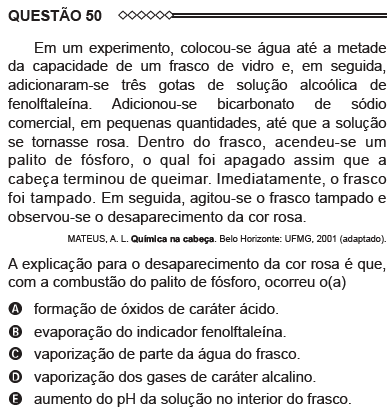 QUESTÃO 50
Em um experimento, colocou-se água até a metade
da capacidade de um frasco de vidro e, em seguida,
adicionaram-se três gotas de solução alcoólica de
fenolftaleína. Adicionou-se bicarbonato de sódio
comercial, em pequenas quantidades, até que a solução
se tornasse rosa. Dentro do frasco, acendeu-se um
palito de fósforo, o qual foi apagado assim que a
cabeça terminou de queimar. Imediatamente, o frasco
foi tampado. Em seguida, agitou-se o frasco tampado e
observou-se o desaparecimento da cor rosa.
MATEUS, A. L. Química na cabeça. Belo Horizonte: UFMG, 2001 (adaptado).
A explicação para o desaparecimento da cor rosa é que,
com a combustão do palito de fósforo, ocorreu o(a)
A formação de óxidos de caráter ácido.
B evaporação do indicador fenolftaleína.
C vaporização de parte da água do frasco.
D vaporização dos gases de caráter alcalino.
E aumento do pH da solução no interior do frasco.